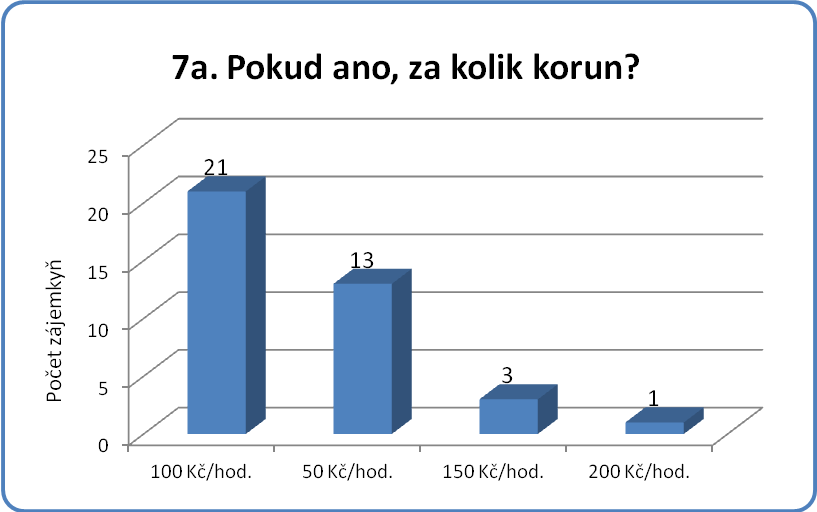 7a. Pokud ano, za kolik korun?
Počet zájemkyň
25
20
15
10
5
0
21
13
3
1
100 Kč/hod.
50 Kč/hod.
150 Kč/hod.
200 Kč/hod.